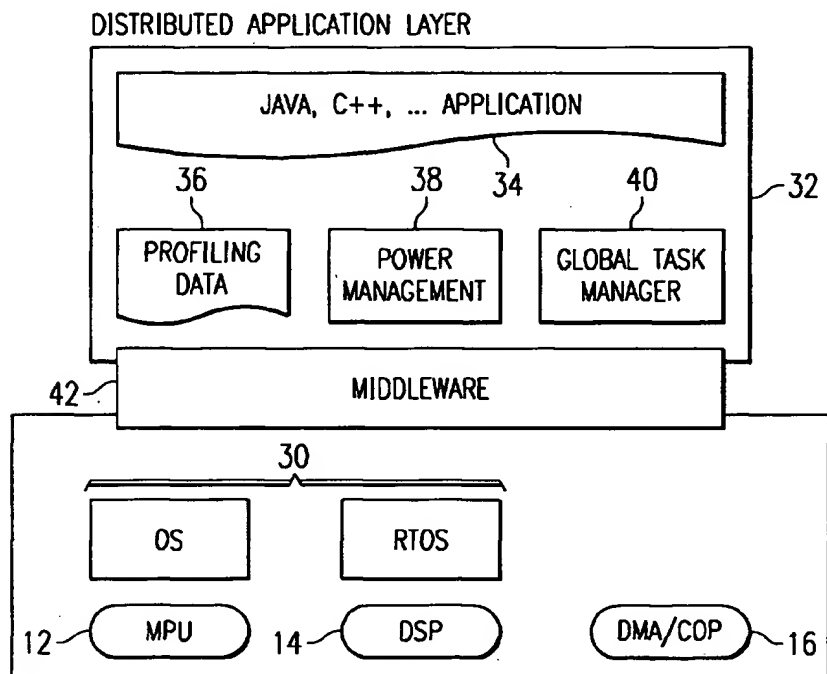 DISTRIBUTED APPLICATION LAYER
JAVA, C++, ... APPLICATION
34
36
38
40
32
PROFILING
DATA
POWER
MANAGEMENT
GLOBAL TASK
MANAGER
42
MIDDLEWARE
30
OS
RTOS
12
MPU
14
DSP
DMA/COP
16